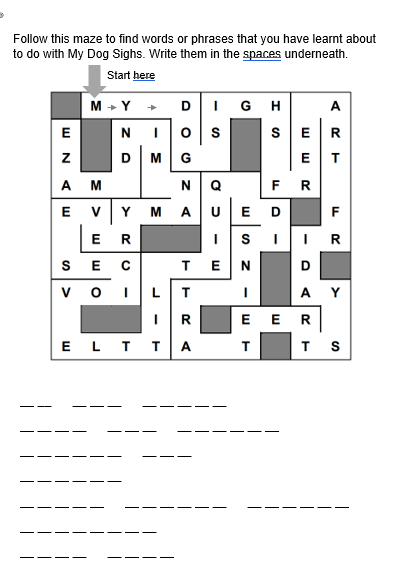 Follow this maze to find words or phrases that you have learnt about
to do with My Dog Sighs. Write them in the spaces underneath.
Start here
M → Y → D I G H A
E N I O S S E R
Z D M G E T
A M N Q F R
E V Y M A U E D F
E R I S I I R
S E C T E N D
V O I L T I A Y
I R E E R
E L T T A T T S